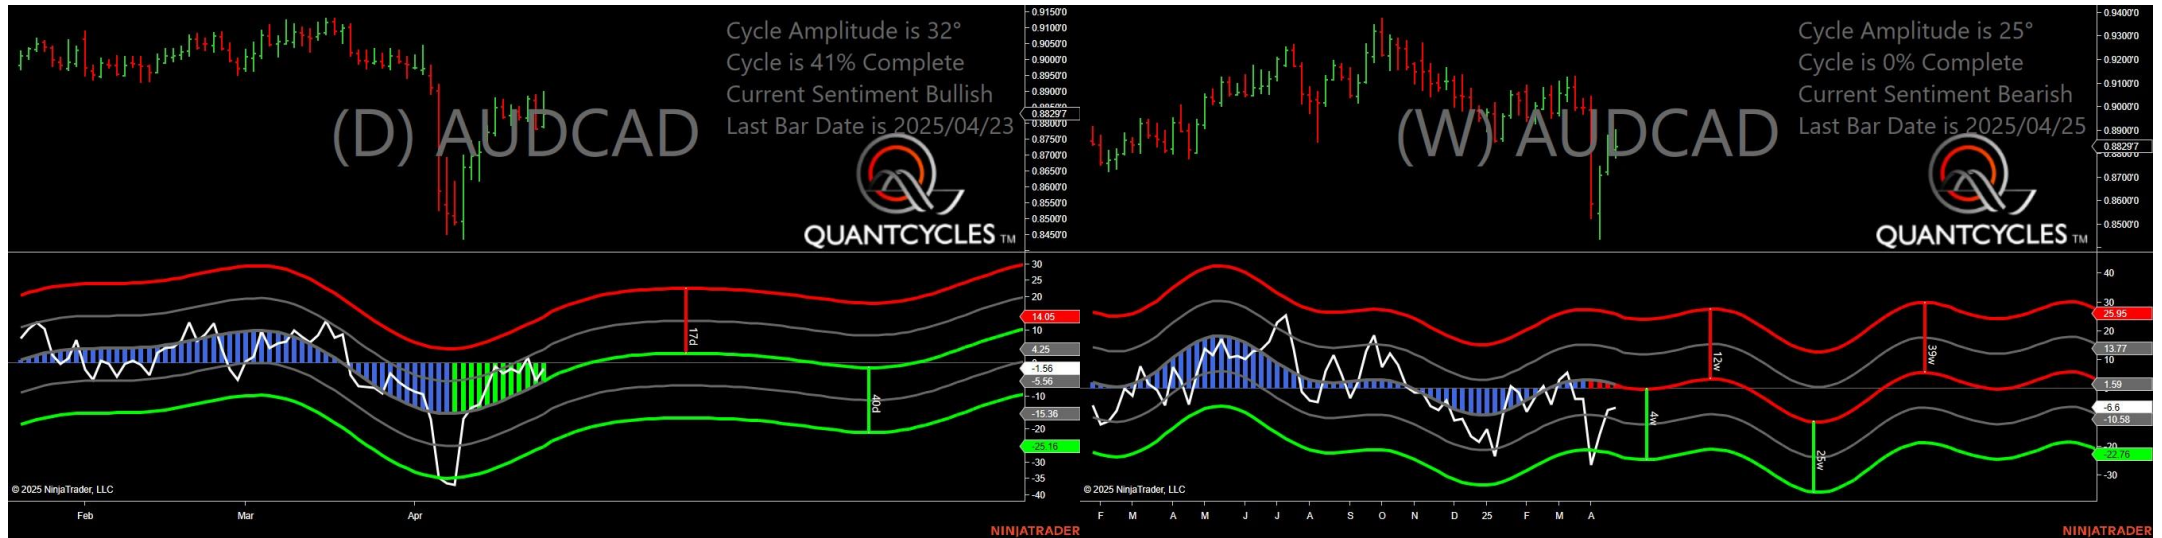 Cycle Amplitude is 32°
Cycle is 41% Complete
Current Sentiment Bullish
Last Bar Date is 2025/04/23
(D) AUDCAD
QUANTCYCLES TM
0.9150'0
0.9100'0
0.9050'0
0.9000'0
0.8950'0
0.8900'0
0.88297
0.8800'0
0.8750'0
0.8700'0
0.8650'0
0.8600'0
0.8550'0
0.8500'0
0.8450'0
30
25
20
14.05
10
4.25
-1.56
-5.56
-10
-15.36
-20
-25.16
-30
-35
-40
17d
40d
© 2025 NinjaTrader, LLC
Feb Mar Apr
NINJATRADER
Cycle Amplitude is 25°
Cycle is 0% Complete
Current Sentiment Bearish
Last Bar Date is 2025/04/25
(W) AUDCAD
QUANTCYCLES TM
0.9400'0
0.9300'0
0.9200'0
0.9100'0
0.9000'0
0.8900'0
0.88297
0.8800'0
0.8700'0
0.8600'0
0.8500'0
40
30
25.95
20
13.77
10
1.59
-6.6
-10.58
-20
-22.76
-30
4w
12w
25w
39w
© 2025 NinjaTrader, LLC
F M A M J J A S O N D 25 F M A
NINJATRADER